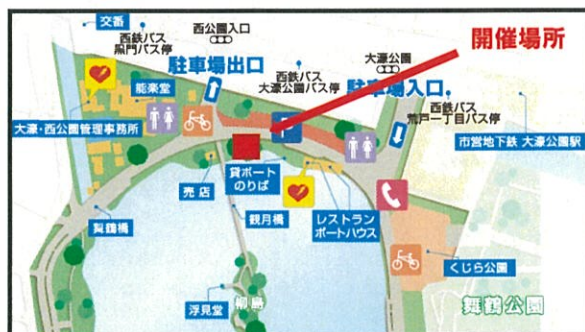 交番
西鉄バス
黒門バス停
西公園入口
駐車場出口
西鉄バス
大濠公園バス停
大濠公園
開催場所
駐車場入口
西鉄バス
荒戸一丁目バス停
市営地下鉄 大濠公園駅
能楽堂
大濠・西公園管理事務所
P
売店
貸ボート
のりば
レストラン
ボートハウス
観月橋
くじら公園
舞鶴公園
浮見堂
柳島